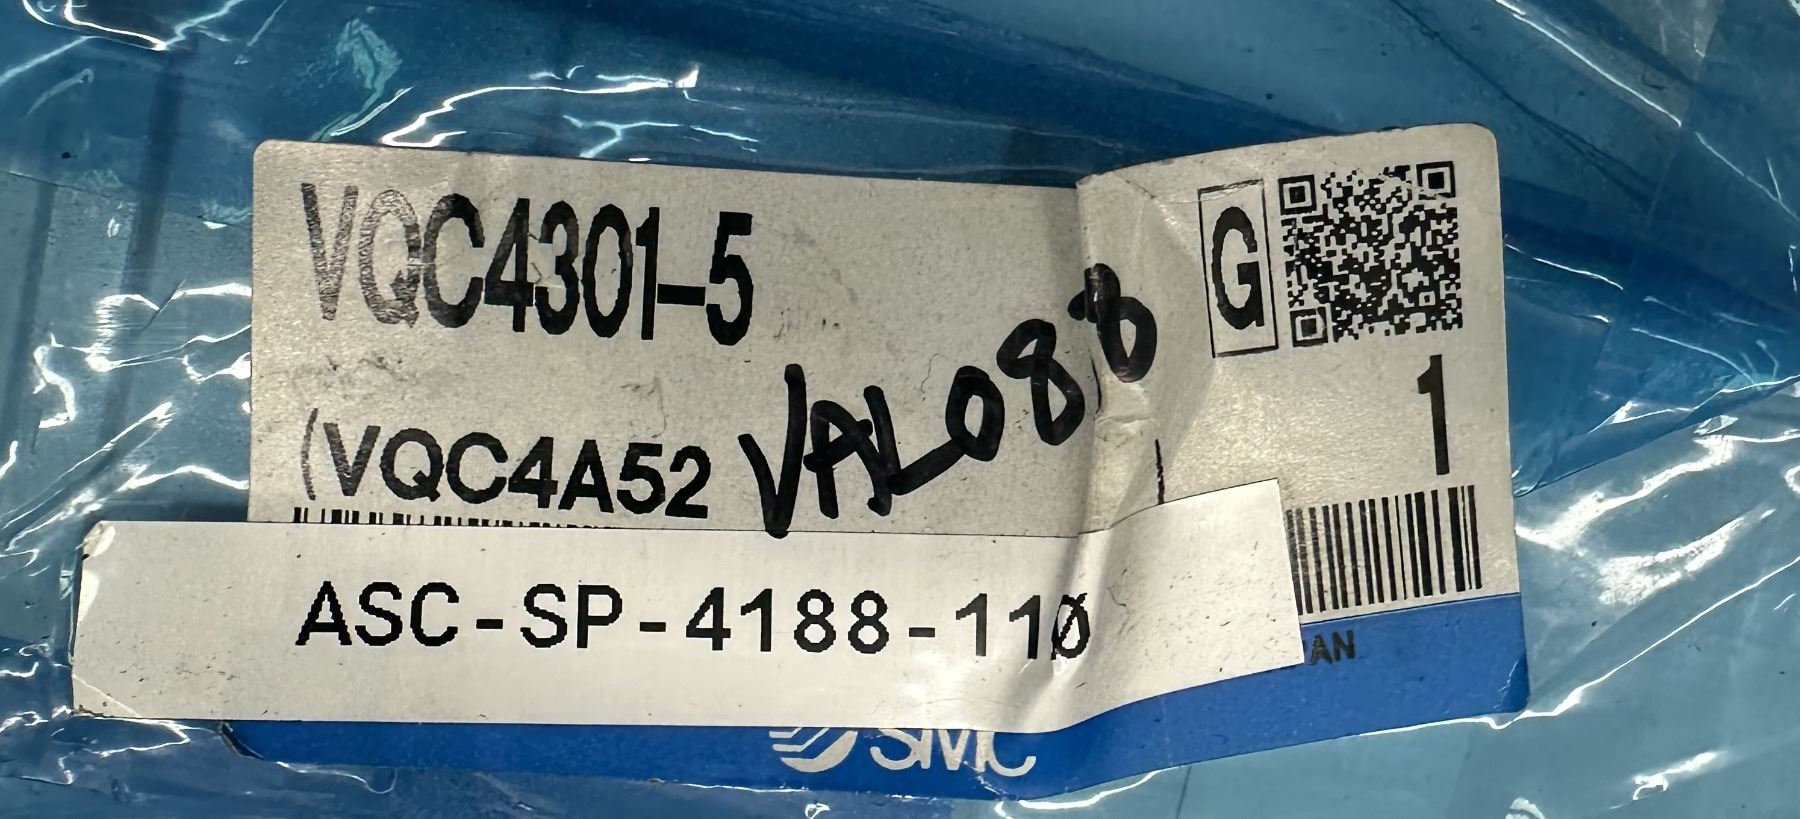 VQC4301-5
G
1
(VQC4A52
VAL088
ASC-SP-4188-110
SMC